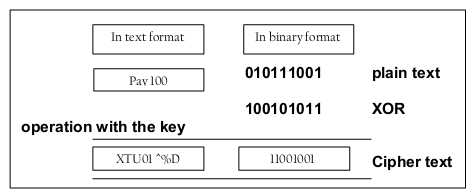 In text format In binary format
Pay 100 010111001 plain text
100101011 XOR
operation with the key
XTU01 ^%D 11001001 Cipher text